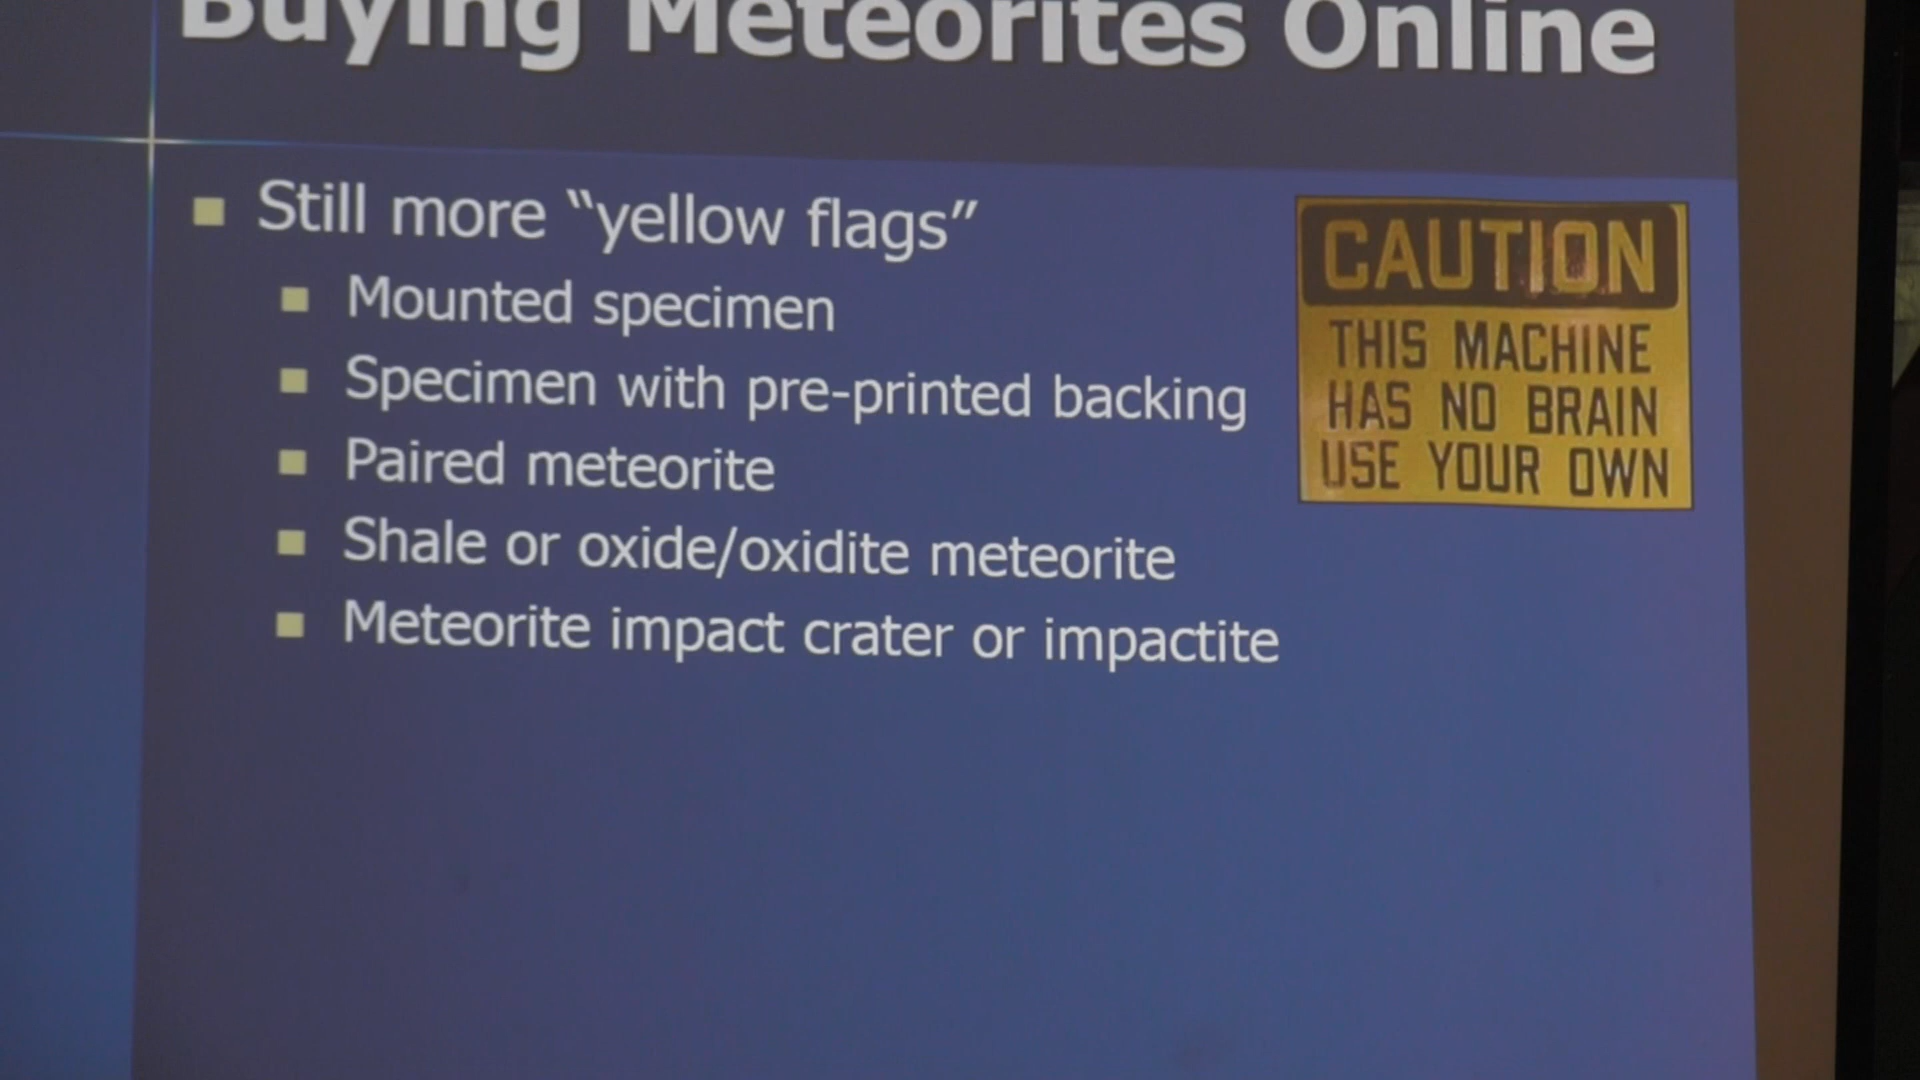 Buying Meteorites Online
Still more “yellow flags”
Mounted specimen
Specimen with pre-printed backing
Paired meteorite
Shale or oxide/oxidite meteorite
Meteorite impact crater or impactite
CAUTION
THIS MACHINE
HAS NO BRAIN
USE YOUR OWN